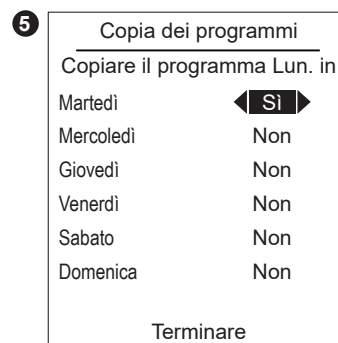 5
Copia dei programmi
Copiare il programma Lun. in
Martedì Sì
Mercoledì Non
Giovedì Non
Venerdì Non
Sabato Non
Domenica Non
Terminare